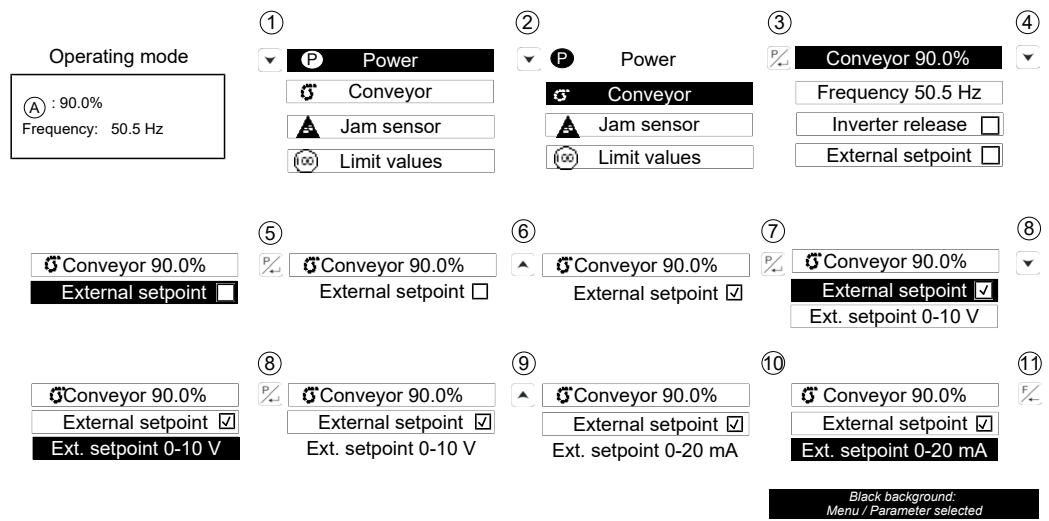 ① ② ③ ④
Operating mode
A : 90.0%
Frequency: 50.5 Hz
P Power
Conveyor
Jam sensor
100 Limit values
P Power
Conveyor
Jam sensor
100 Limit values
P
Conveyor 90.0%
Frequency 50.5 Hz
Inverter release
External setpoint
⑤ ⑥ ⑦ ⑧
Conveyor 90.0%
External setpoint
P
Conveyor 90.0%
External setpoint
Conveyor 90.0%
External setpoint
P
Conveyor 90.0%
External setpoint
Ext. setpoint 0-10 V
⑧ ⑨ ⑩ ⑪
Conveyor 90.0%
External setpoint
Ext. setpoint 0-10 V
P
Conveyor 90.0%
External setpoint
Ext. setpoint 0-10 V
Conveyor 90.0%
External setpoint
Ext. setpoint 0-20 mA
Conveyor 90.0%
External setpoint
Ext. setpoint 0-20 mA
F
Black background:
Menu / Parameter selected